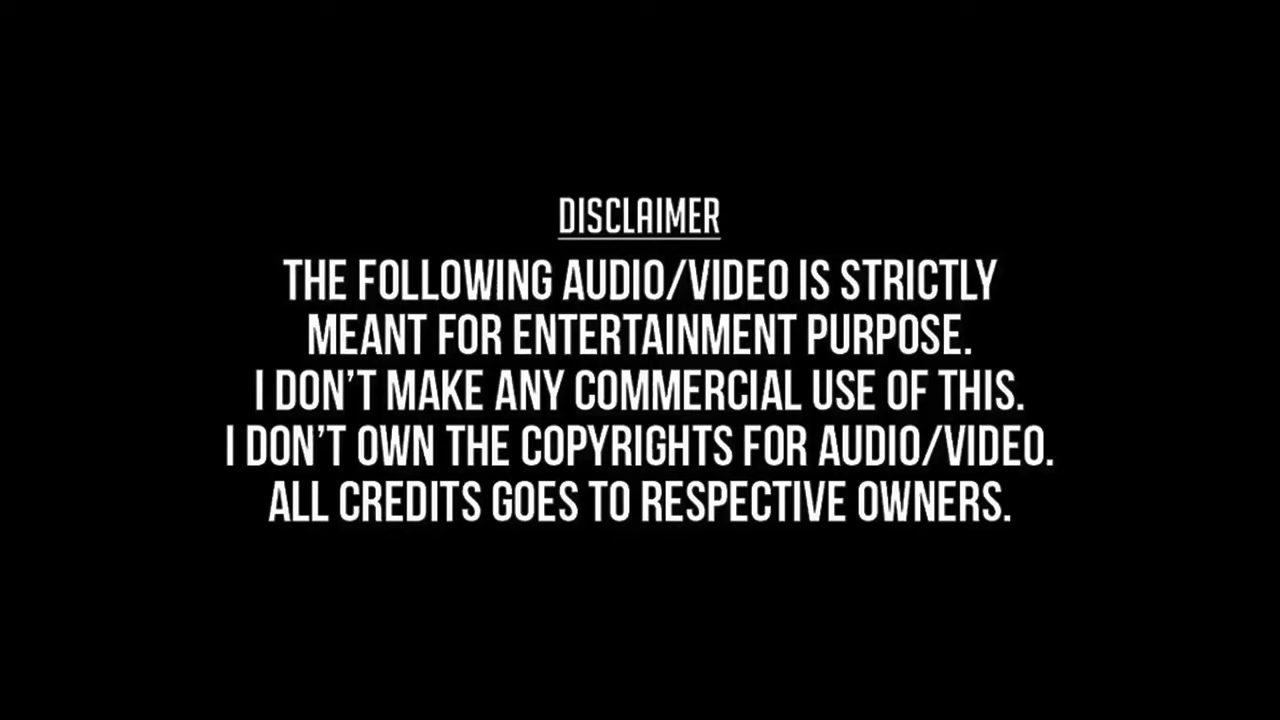 DISCLAIMER
THE FOLLOWING AUDIO/VIDEO IS STRICTLY
MEANT FOR ENTERTAINMENT PURPOSE.
I DON’T MAKE ANY COMMERCIAL USE OF THIS.
I DON’T OWN THE COPYRIGHTS FOR AUDIO/VIDEO.
ALL CREDITS GOES TO RESPECTIVE OWNERS.